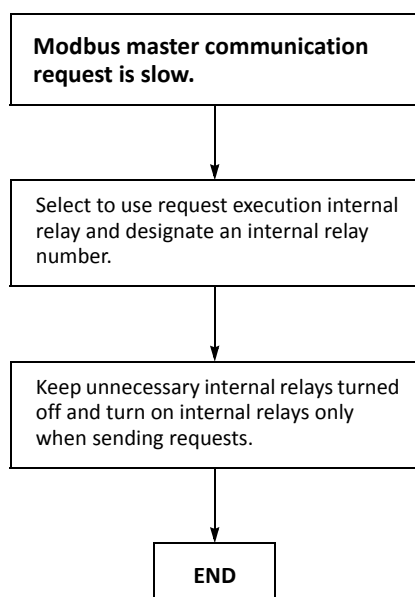 Modbus master communication
request is slow.
Select to use request execution internal
relay and designate an internal relay
number.
Keep unnecessary internal relays turned
off and turn on internal relays only
when sending requests.
END